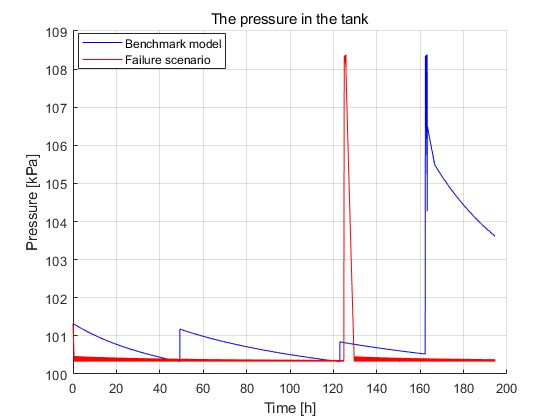 The pressure in the tank
Benchmark model
Failure scenario
Pressure [kPa]
109
108
107
106
105
104
103
102
101
100
0 20 40 60 80 100 120 140 160 180 200
Time [h]